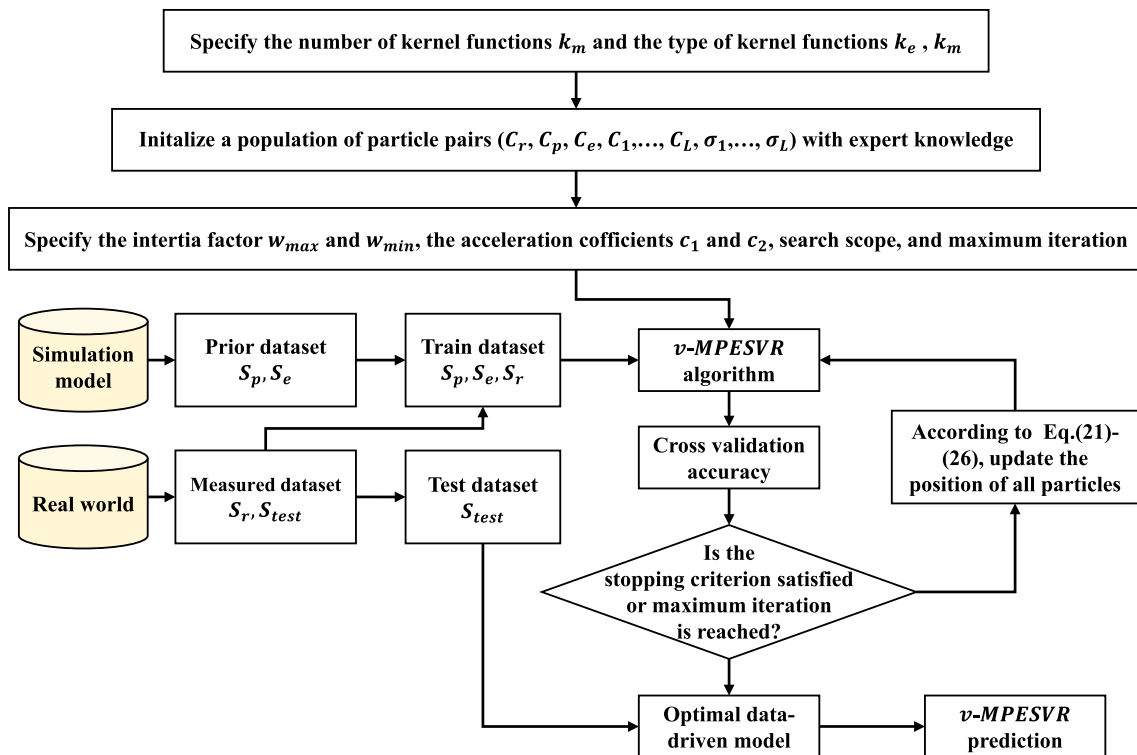 Specify the number of kernel functions k_m and the type of kernel functions k_e , k_m
Initalize a population of particle pairs (C_r, C_p, C_e, C_1,…, C_L, σ_1,…, σ_L) with expert knowledge
Specify the intertia factor w_max and w_min, the acceleration cofficients c_1 and c_2, search scope, and maximum iteration
Simulation
model
Prior dataset
S_p, S_e
Train dataset
S_p, S_e, S_r
v-MPESVR
algorithm
Real world
Measured dataset
S_r, S_test
Test dataset
S_test
Cross validation
accuracy
According to Eq.(21)-
(26), update the
position of all particles
Is the
stopping criterion satisfied
or maximum iteration
is reached?
Optimal data-
driven model
v-MPESVR
prediction